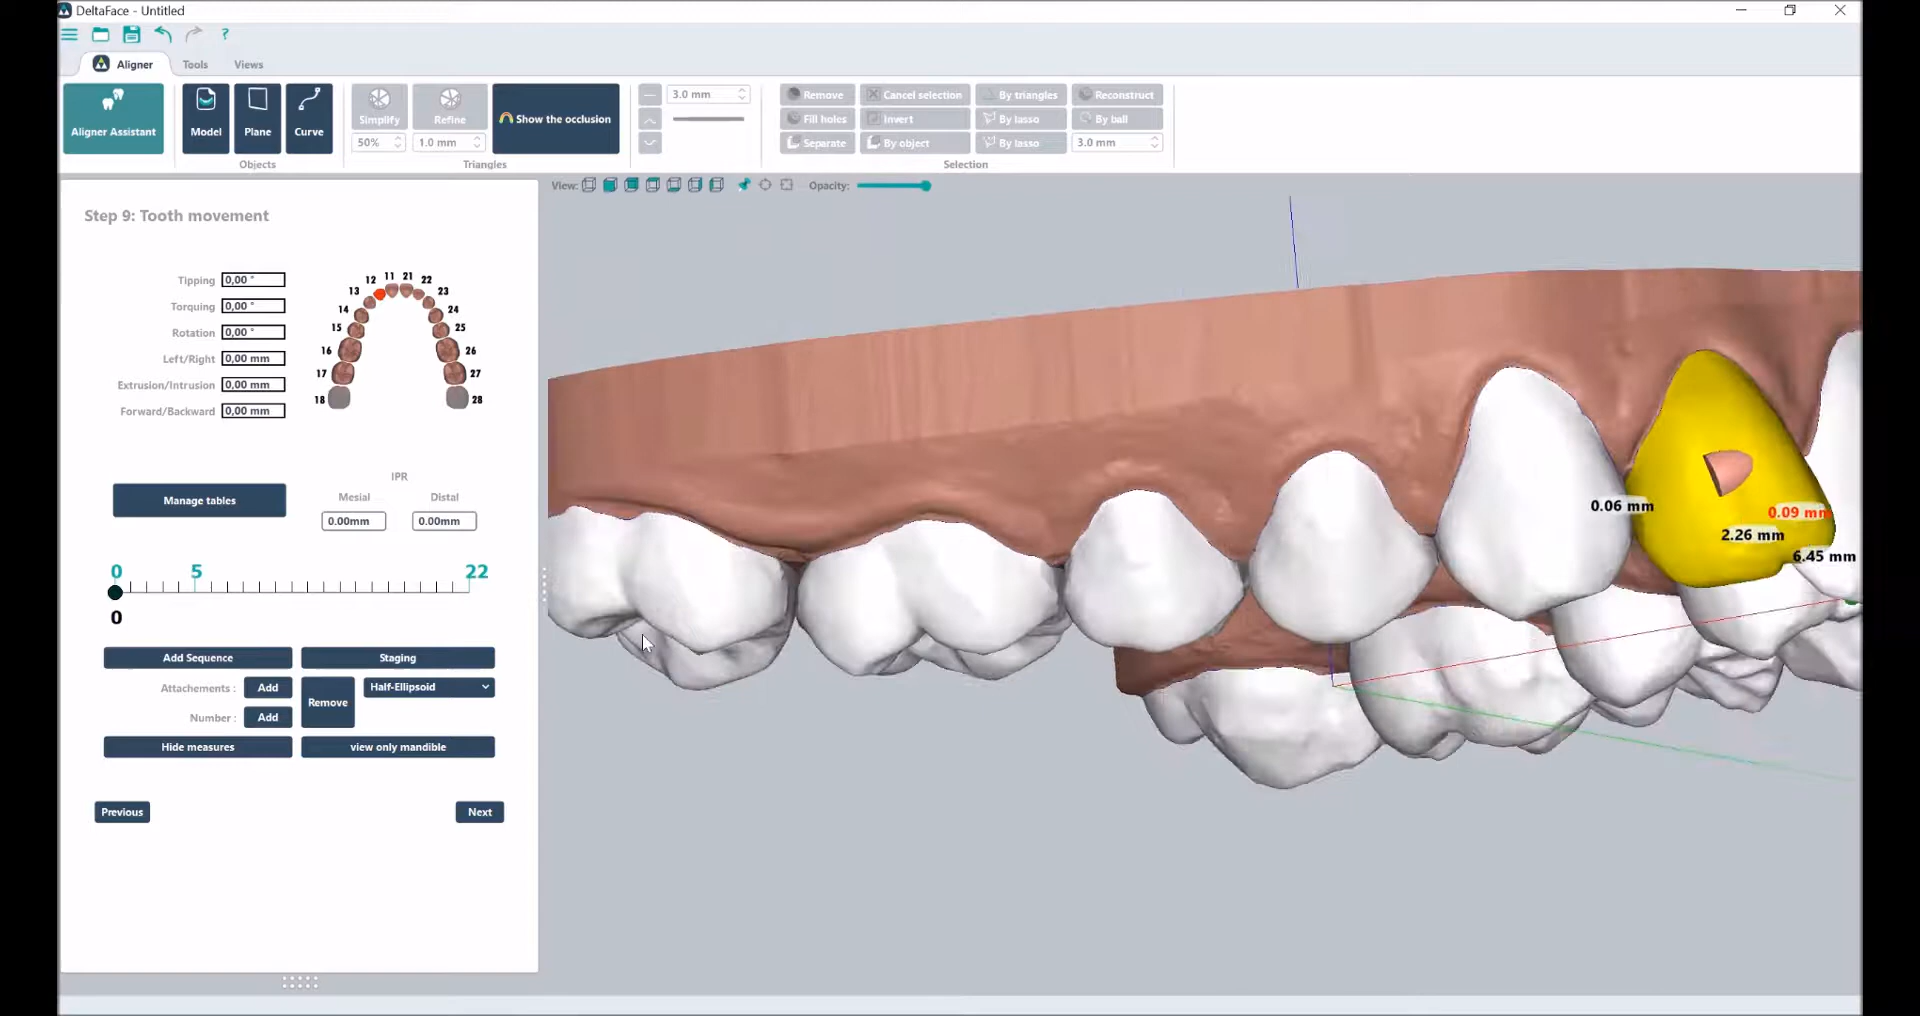 DeltaFace - Untitled
?
Aligner Tools Views
Aligner Assistant
Model Plane Curve
Objects
Simplify Refine
50% 1.0 mm
Show the occlusion
Triangles
3.0 mm
Remove Cancel selection By triangles Reconstruct
Fill holes Invert By lasso By ball
Separate By object By lasso 3.0 mm
Selection
View: Opacity:
Step 9: Tooth movement
Tipping 0,00 °
Torquing 0,00 °
Rotation 0,00 °
Left/Right 0,00 mm
Extrusion/Intrusion 0,00 mm
Forward/Backward 0,00 mm
12 11 21 22
13 23
14 24
15 25
16 26
17 27
18 28
Manage tables
IPR
Mesial Distal
0.00mm 0.00mm
0 5 22
0
Add Sequence Staging
Attachements : Add Remove Half-Ellipsoid
Number : Add
Hide measures view only mandible
Previous Next
0.06 mm
0.09 mm
2.26 mm
6.45 mm